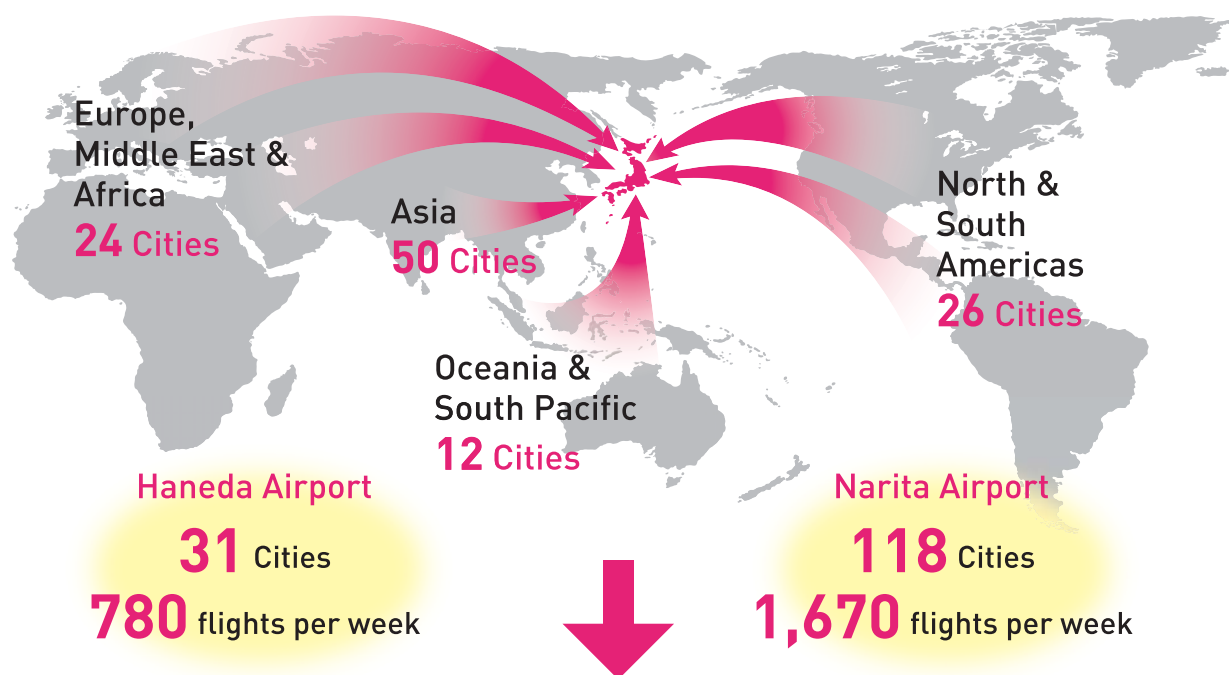 Europe,
Middle East &
Africa
24 Cities
Asia
50 Cities
North &
South
Americas
26 Cities
Oceania &
South Pacific
12 Cities
Haneda Airport
31 Cities
780 flights per week
Narita Airport
118 Cities
1,670 flights per week